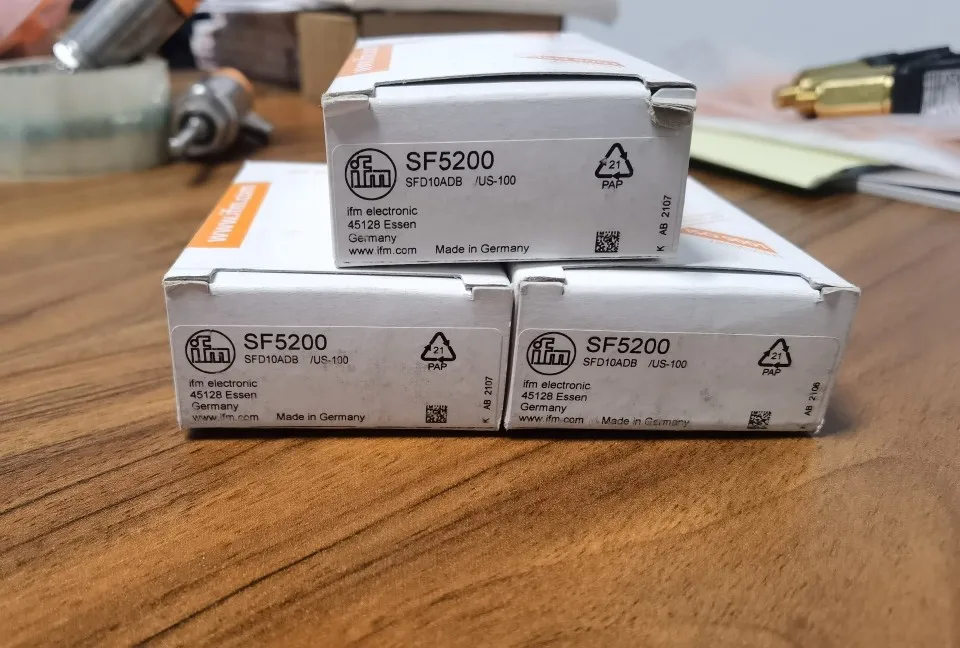 ifm
SF5200
SFD10ADB /US-100
21
PAP
ifm electronic
45128 Essen
Germany
www.ifm.com Made in Germany
K AB 2107
www.ifm.com
ifm
SF5200
SFD10ADB /US-100
21
PAP
ifm electronic
45128 Essen
Germany
www.ifm.com Made in Germany
K AB 2107
ifm
SF5200
SFD10ADB /US-100
21
PAP
ifm electronic
45128 Essen
Germany
www.ifm.com Made in Germany
AB 2106